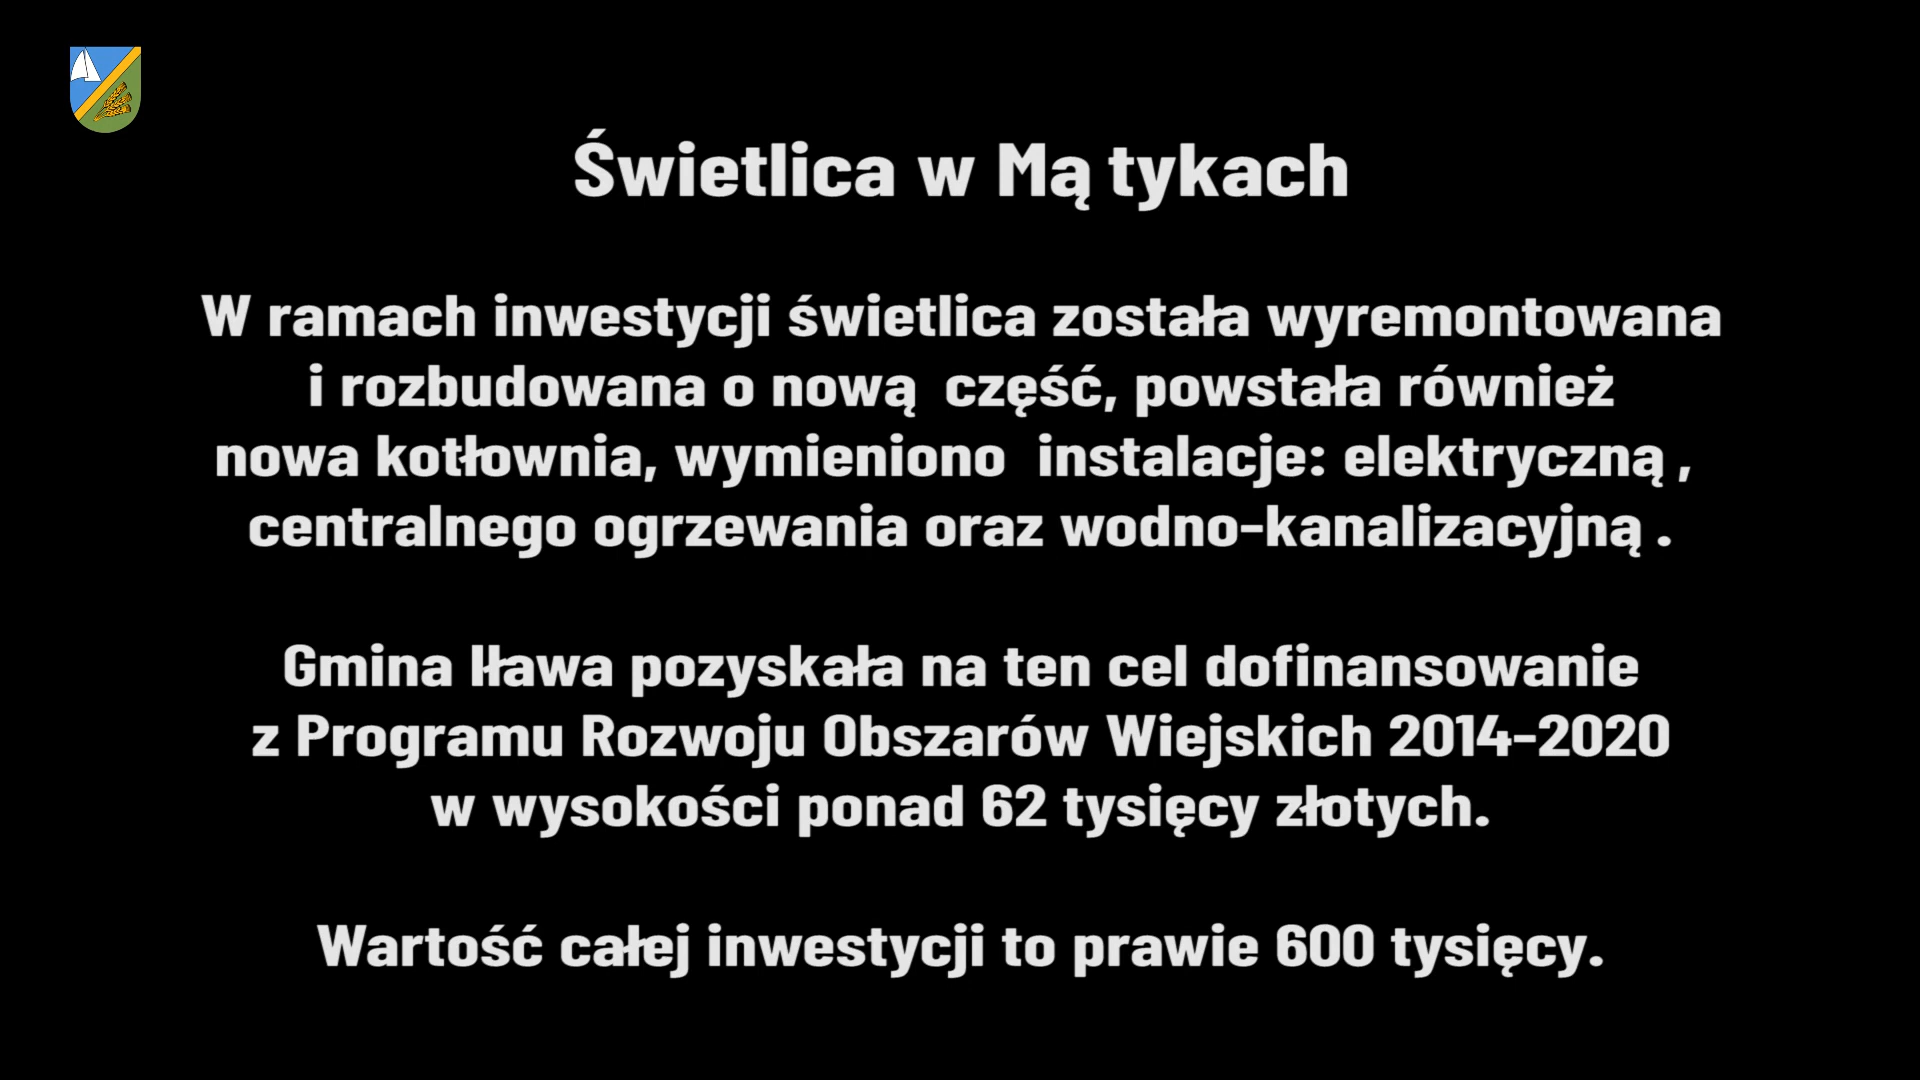 Świetlica w Mą tykach
W ramach inwestycji świetlica została wyremontowana
i rozbudowana o nową  część, powstała również
nowa kotłownia, wymieniono  instalacje: elektryczną ,
centralnego ogrzewania oraz wodno-kanalizacyjną .
Gmina Iława pozyskała na ten cel dofinansowanie
z Programu Rozwoju Obszarów Wiejskich 2014-2020
w wysokości ponad 62 tysięcy złotych.
Wartość całej inwestycji to prawie 600 tysięcy.